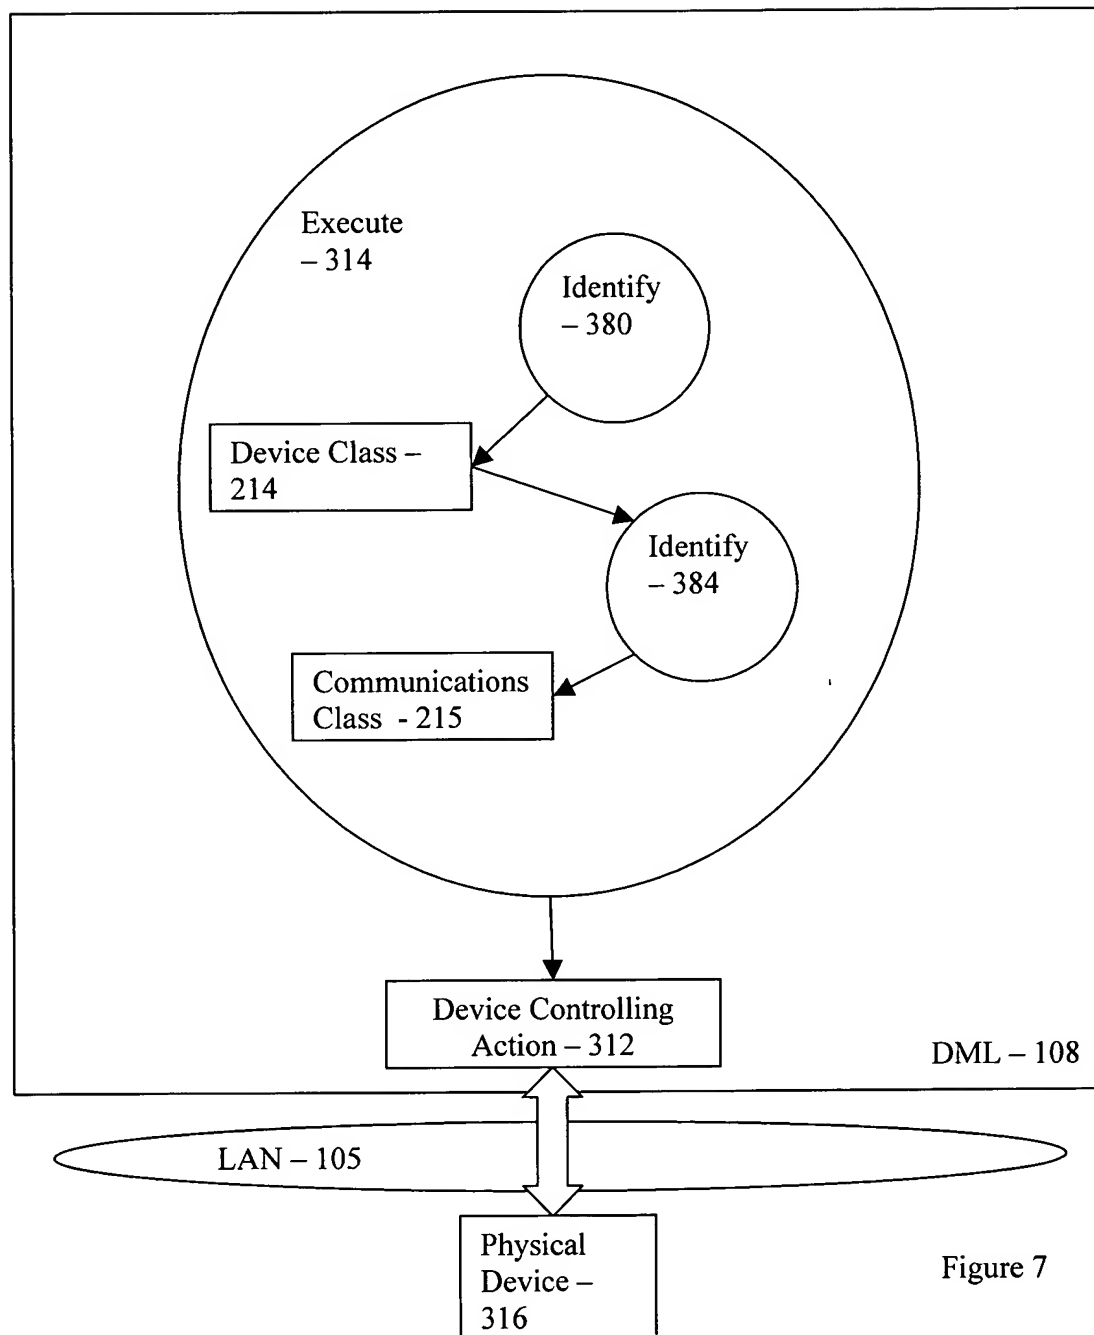 Execute
– 314
Identify
– 380
Device Class –
214
Identify
– 384
Communications
Class - 215
Device Controlling
Action – 312
DML – 108
LAN – 105
Physical
Device –
316
Figure 7